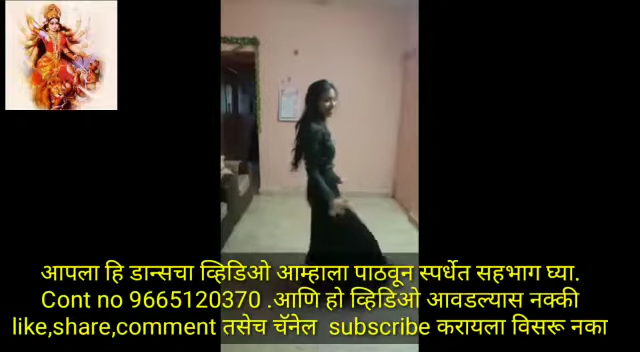 आपला हि डान्सचा व्हिडिओ आम्हाला पाठवून स्पर्धेत सहभाग घ्या.
Cont no 9665120370 .आणि हो व्हिडिओ आवडल्यास नक्की
like,share,comment तसेच चॅनेल subscribe करायला विसरू नका